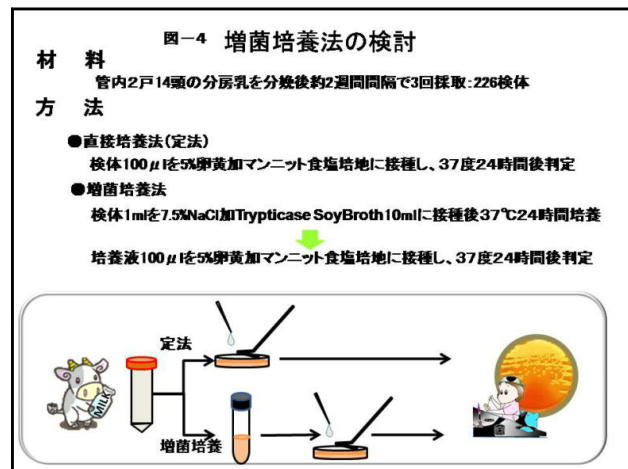 図－4 増菌培養法の検討
材 料
管内2戸14頭の分房乳を分娩後約2週間間隔で3回採取:226検体
方 法
●直接培養法(定法)
検体100μlを5%卵黄加マンニット食塩培地に接種し、37度24時間後判定
●増菌培養法
検体1mlを7.5%NaCl加Trypticase SoyBroth10mlに接種後37℃24時間培養
培養液100μlを5%卵黄加マンニット食塩培地に接種し、37度24時間後判定
定法
MILK
増菌培養